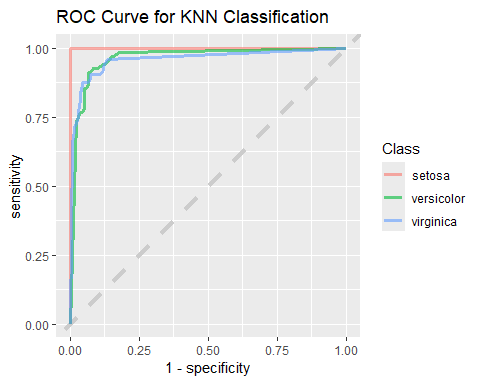 ROC Curve for KNN Classification
1.00
0.75
0.50
0.25
0.00
sensitivity
0.00 0.25 0.50 0.75 1.00
1 - specificity
Class
setosa
versicolor
virginica